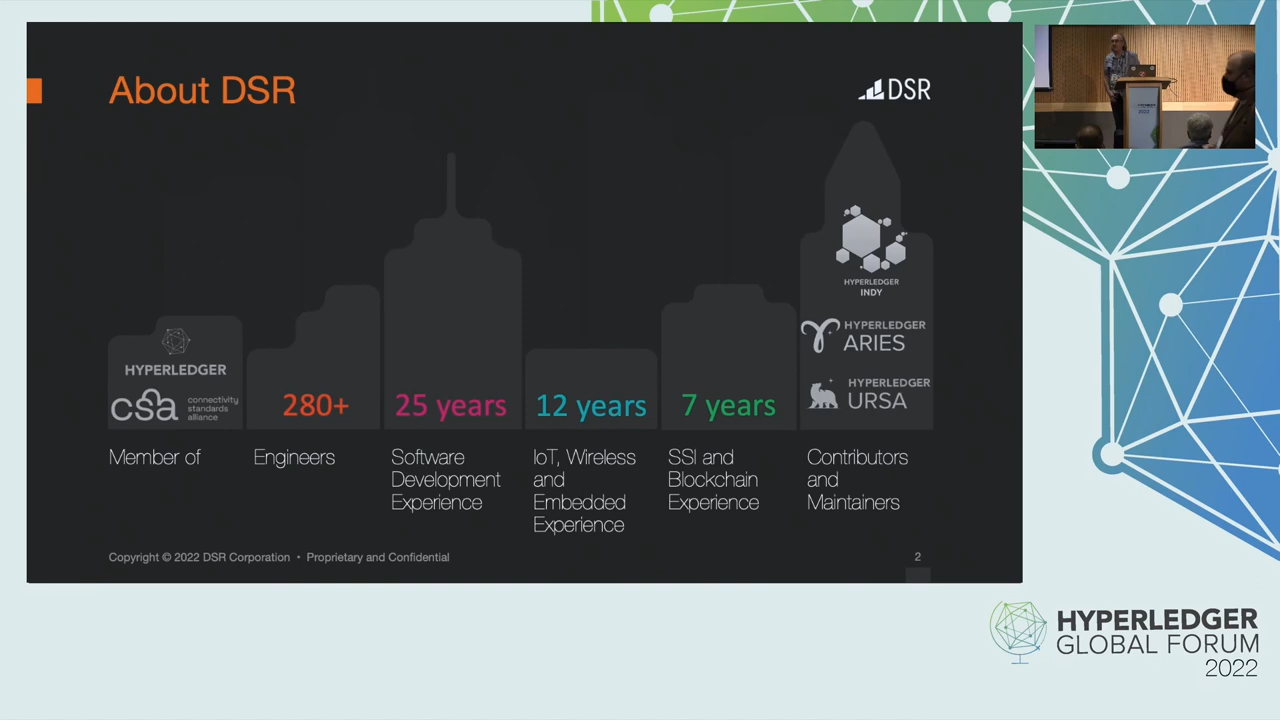 About DSR
DSR
HYPERLEDGER
INDY
HYPERLEDGER
ARIES
HYPERLEDGER
URSA
HYPERLEDGER
csa connectivity
standards
alliance
280+
25 years
12 years
7 years
Member of
Engineers
Software
Development
Experience
IoT, Wireless
and
Embedded
Experience
SSI and
Blockchain
Experience
Contributors
and
Maintainers
Copyright © 2022 DSR Corporation • Proprietary and Confidential
2
HYPERLEDGER
GLOBAL FORUM
2022